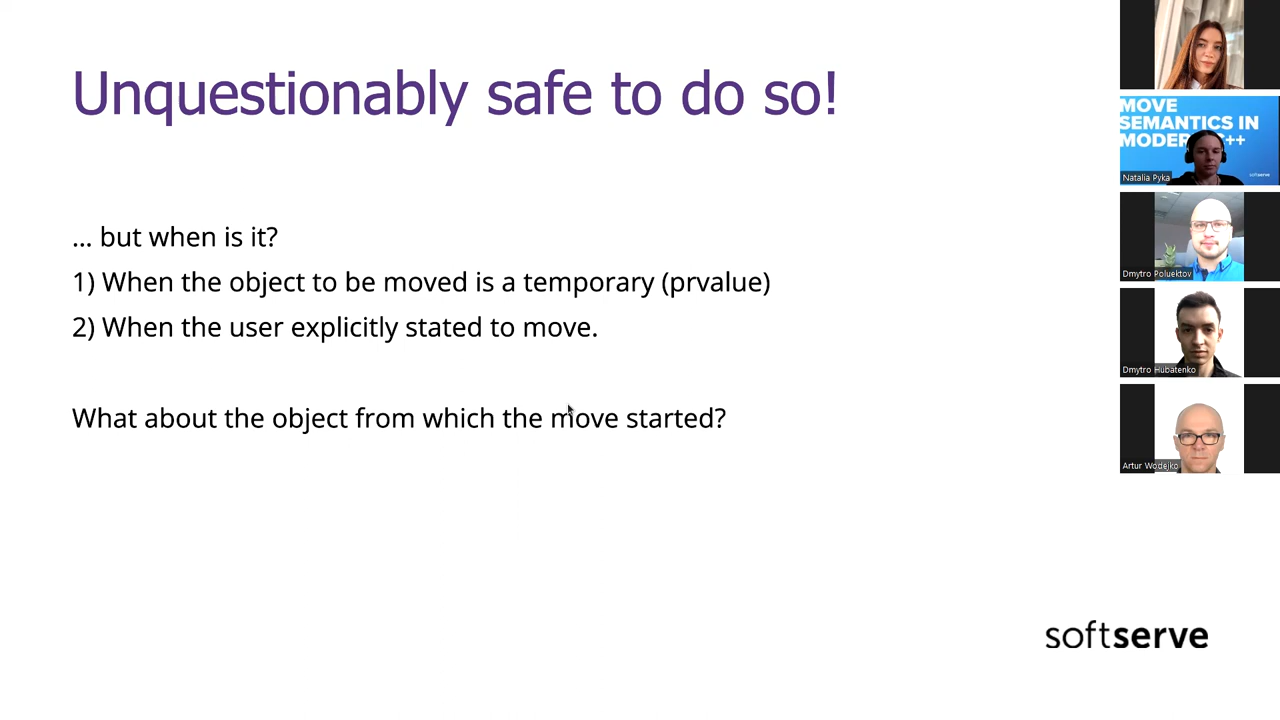 Unquestionably safe to do so!
... but when is it?
1) When the object to be moved is a temporary (prvalue)
2) When the user explicitly stated to move.
What about the object from which the move started?
softserve
MOVE
SEMANTICS IN
MODERN C++
Natalia Pyka
softserve
Dmytro Poluektov
Dmytro Hubatenko
Artur Wodejko